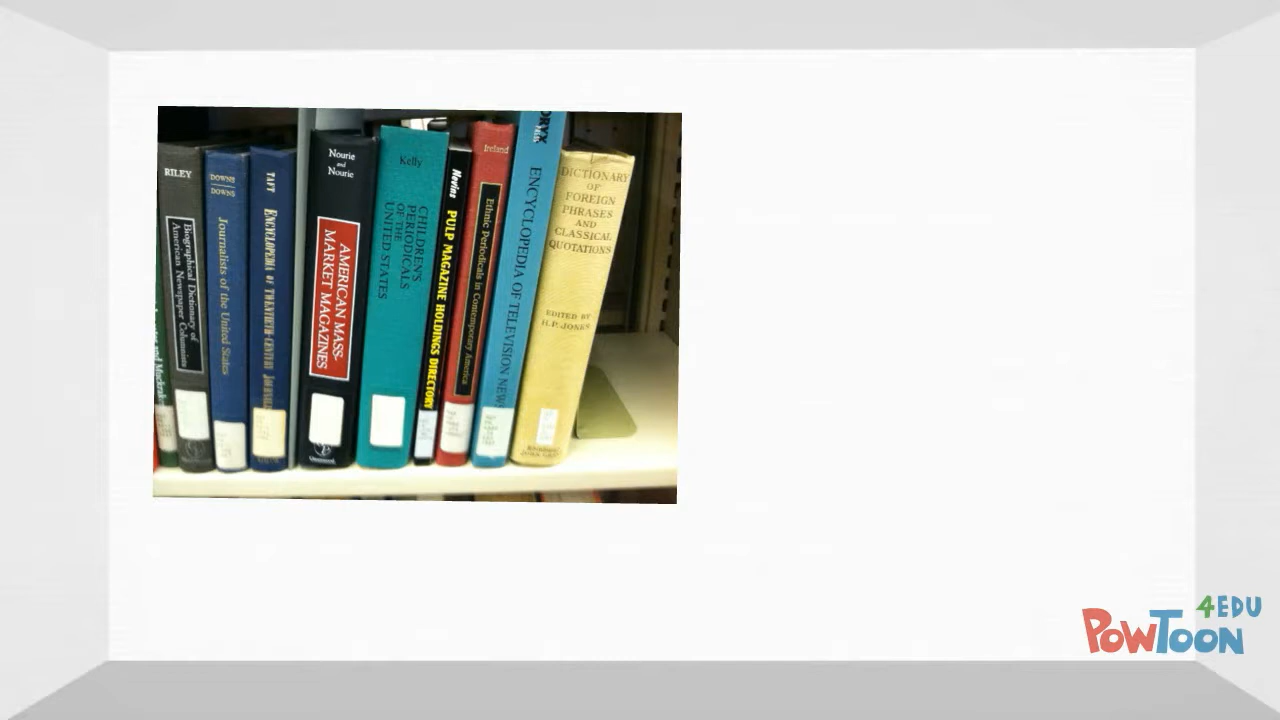 RILEY
Biographical Dictionary of
American Newspaper Columnists
DOWNS
DOWNS
Journalists of the United States
TAFT
ENCYCLOPEDIA OF TWENTIETH-CENTURY
Nourie
and
Nourie
AMERICAN MASS-
MARKET MAGAZINES
Kelly
CHILDREN'S
PERIODICALS
OF THE
UNITED STATES
Nevins
PULP MAGAZINE HOLDINGS DIRECTORY
Ireland
Ethnic Periodicals in Contemporary America
ENCYCLOPEDIA OF TELEVISION NEWS
DICTIONARY
OF
FOREIGN
PHRASES
AND
CLASSICAL
QUOTATIONS
EDITED BY
H.P. JONES
4EDU
POWTOON